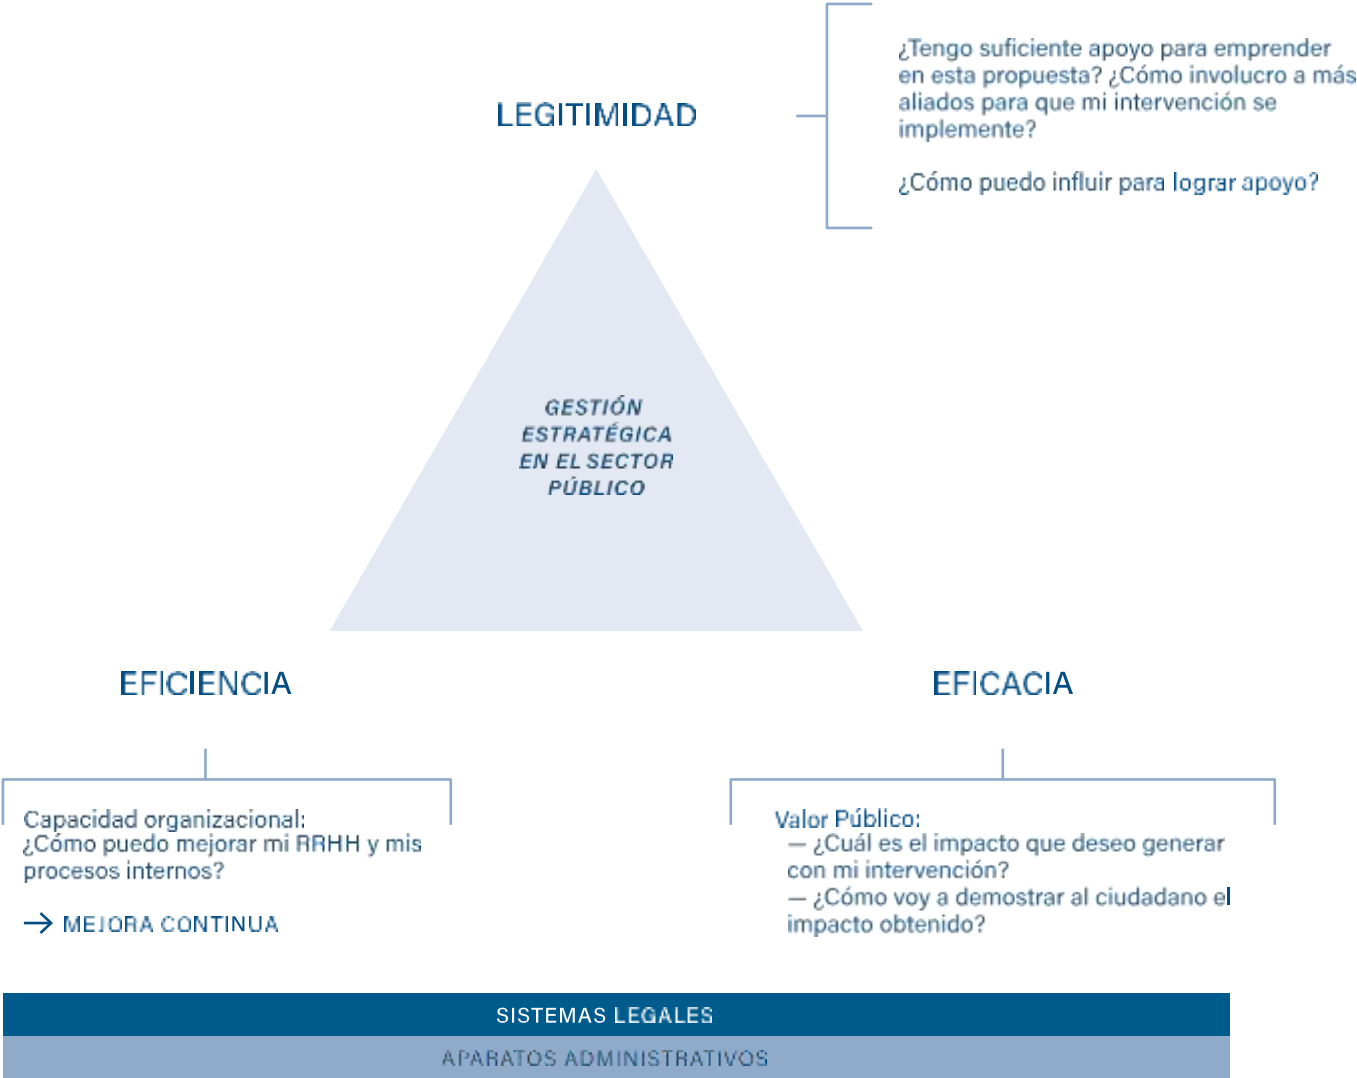 ¿Tengo suficiente apoyo para emprender
en esta propuesta? ¿Cómo involucro a más
aliados para que mi intervención se
implemente?
¿Cómo puedo influir para lograr apoyo?
LEGITIMIDAD
GESTIÓN
ESTRATÉGICA
EN EL SECTOR
PÚBLICO
EFICIENCIA
Capacidad organizacional:
¿Cómo puedo mejorar mi RRHH y mis
procesos internos?
→ MEJORA CONTINUA
EFICACIA
Valor Público:
— ¿Cuál es el impacto que deseo generar
con mi intervención?
— ¿Cómo voy a demostrar al ciudadano el
impacto obtenido?
SISTEMAS LEGALES
APARATOS ADMINISTRATIVOS